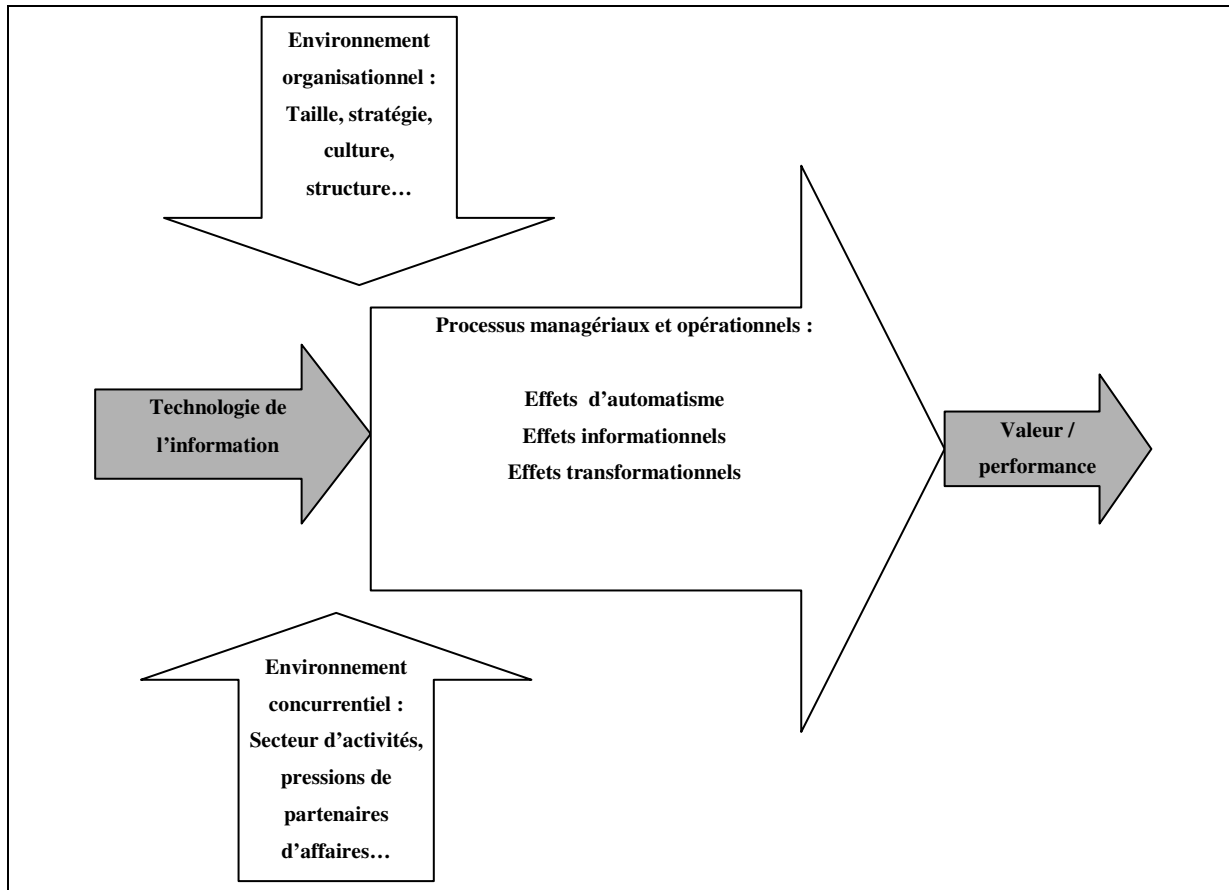 Environnement
organisationnel :
Taille, stratégie,
culture,
structure…
Processus managériaux et opérationnels :
Effets d’automatisme
Effets informationnels
Effets transformationnels
Technologie de
l’information
Valeur /
performance
Environnement
concurrentiel :
Secteur d’activités,
pressions de
partenaires
d’affaires…